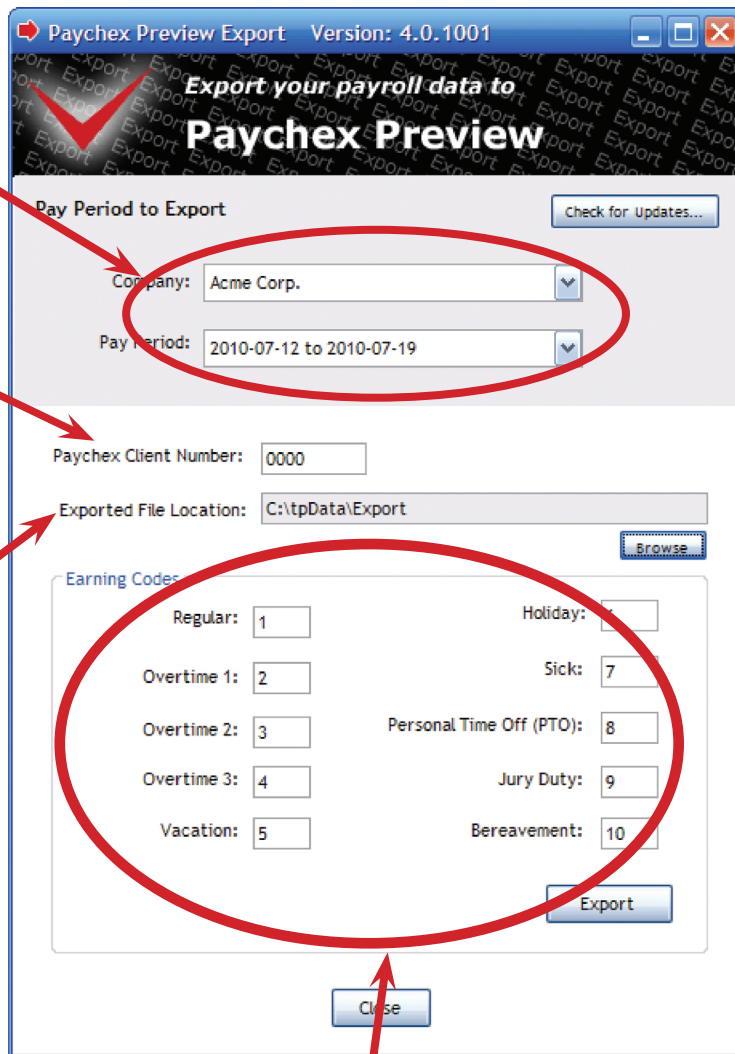 Paychex Preview Export Version: 4.0.1001
Export your payroll data to
Paychex Preview
Pay Period to Export
Check for Updates...
Company: Acme Corp.
Pay Period: 2010-07-12 to 2010-07-19
Paychex Client Number: 0000
Exported File Location: C:\tpData\Export
Browse
Earning Codes
Regular: 1
Holiday:
Overtime 1: 2
Sick: 7
Overtime 2: 3
Personal Time Off (PTO): 8
Overtime 3: 4
Jury Duty: 9
Vacation: 5
Bereavement: 10
Export
Close